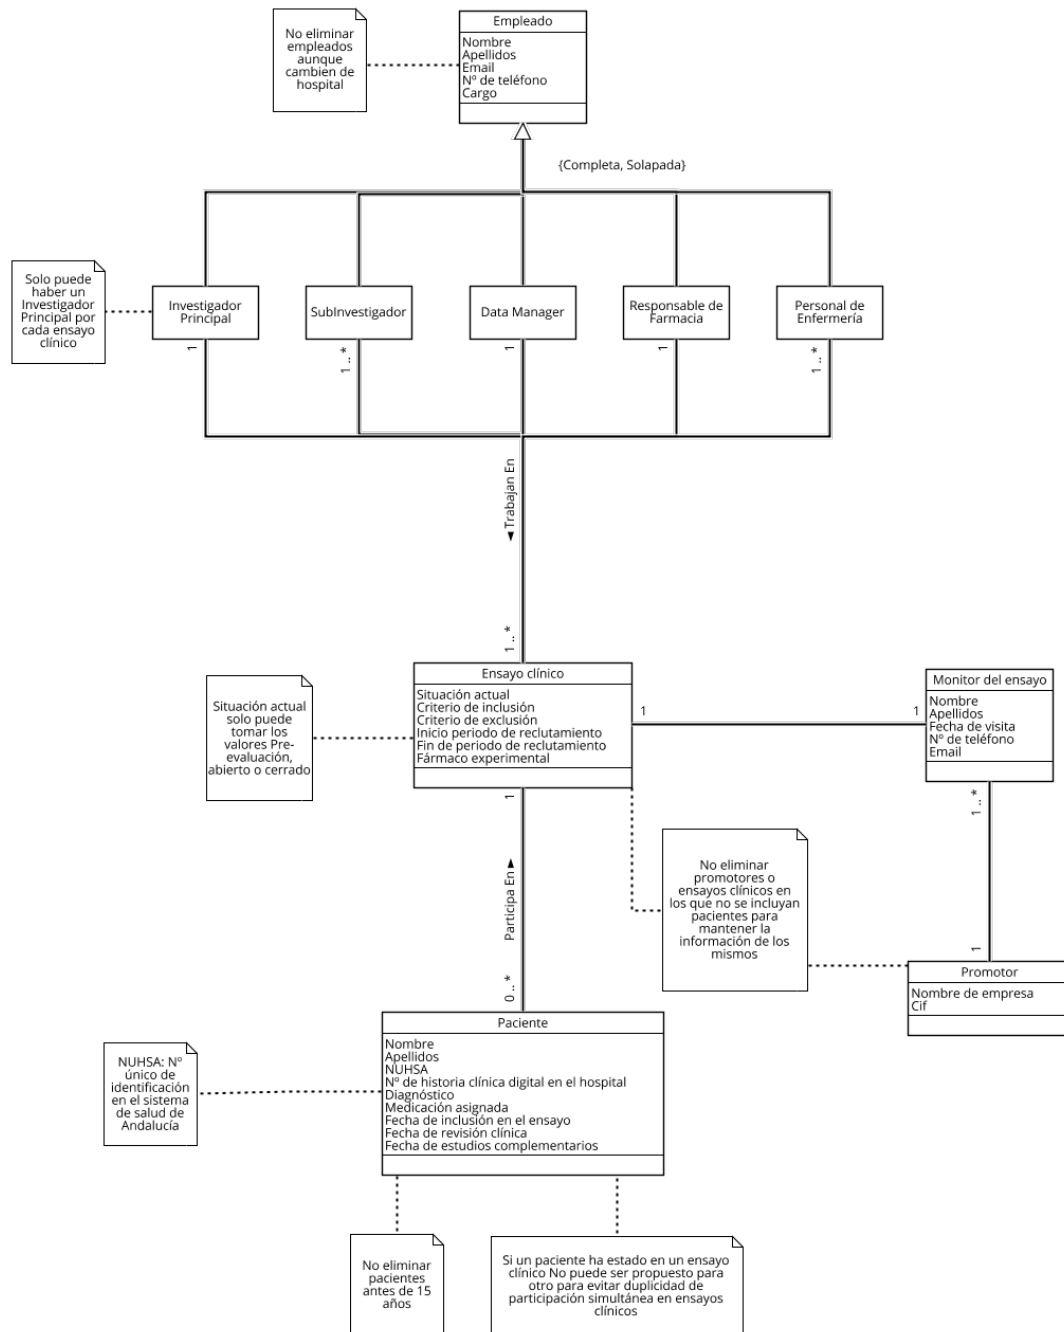 No eliminar
empleados
aunque
cambien de
hospital
Empleado
Nombre
Apellidos
Email
Nº de teléfono
Cargo
{Completa, Solapada}
Solo puede
haber un
Investigador
Principal por
cada ensayo
clínico
Investigador
Principal
SubInvestigador
Data Manager
Responsable de
Farmacia
Personal de
Enfermería
1
1 .. *
1
1
1 .. *
◄ Trabajan En
1 .. *
Situación actual
solo puede
tomar los
valores Pre-
evaluación,
abierto o cerrado
Ensayo clínico
Situación actual
Criterio de inclusión
Criterio de exclusión
Inicio periodo de reclutamiento
Fin de periodo de reclutamiento
Fármaco experimental
1
1
Monitor del ensayo
Nombre
Apellidos
Fecha de visita
Nº de teléfono
Email
1
1 .. *
Participa En ►
No eliminar
promotores o
ensayos clínicos en
los que no se incluyan
pacientes para
mantener la
información de los
mismos
0 .. *
1
Promotor
Nombre de empresa
Cif
NUHSA: Nº
único de
identificación
en el sistema
de salud de
Andalucía
Paciente
Nombre
Apellidos
NUHSA
Nº de historia clínica digital en el hospital
Diagnóstico
Medicación asignada
Fecha de inclusión en el ensayo
Fecha de revisión clínica
Fecha de estudios complementarios
No eliminar
pacientes
antes de 15
años
Si un paciente ha estado en un ensayo
clínico No puede ser propuesto para
otro para evitar duplicidad de
participación simultánea en ensayos
clínicos